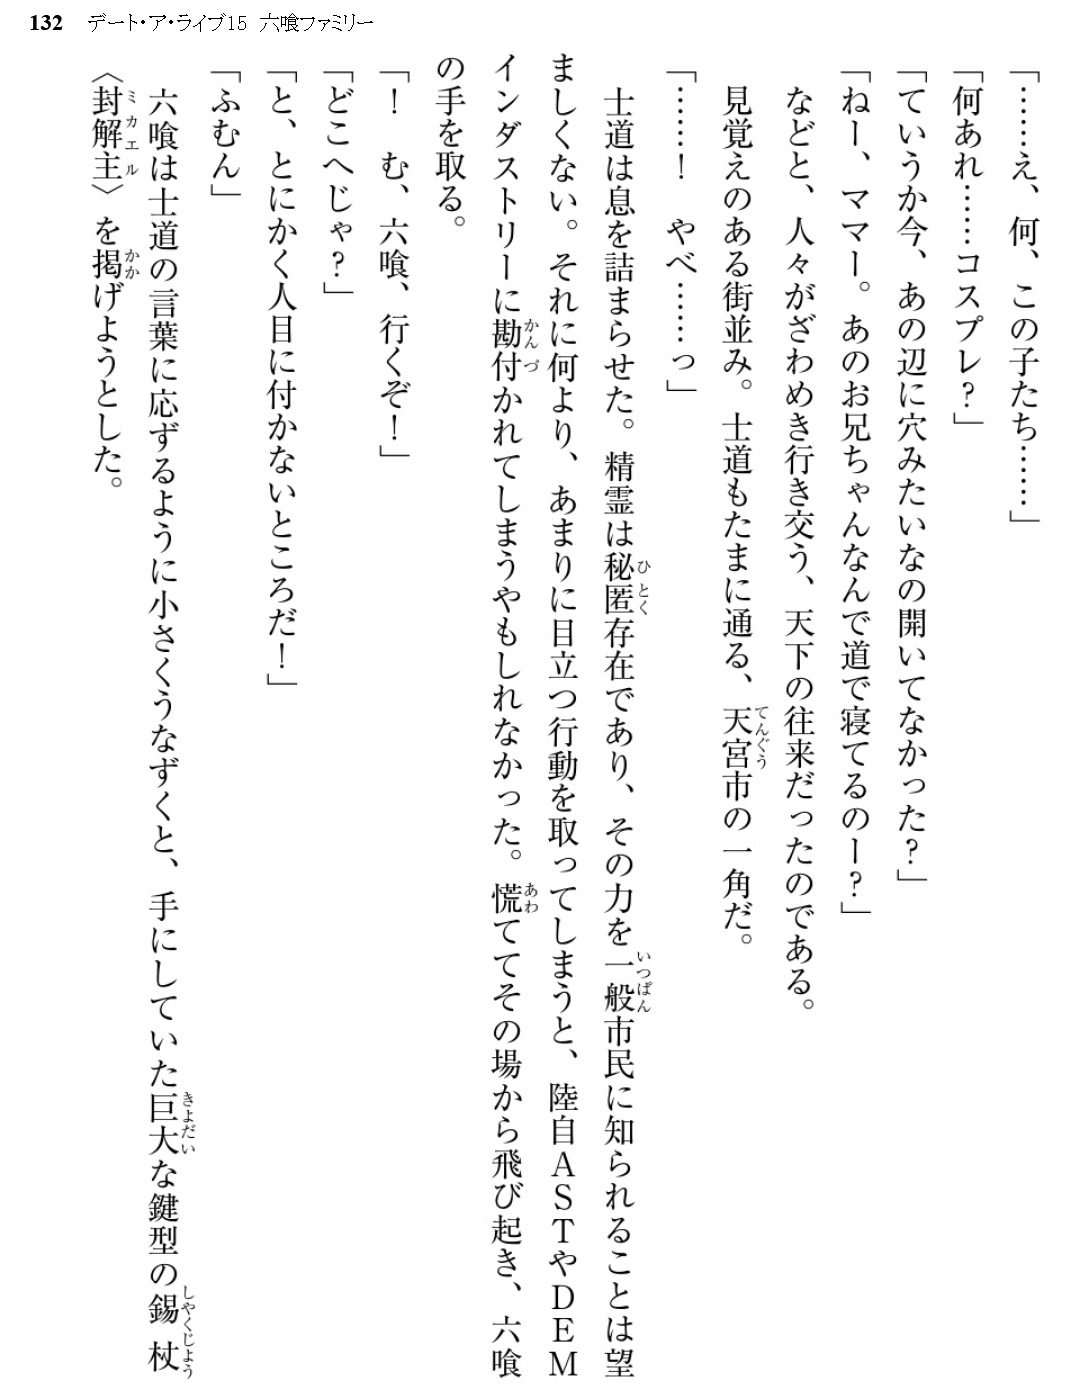 132 デート・ア・ライブ15 六喰ファミリー
「……え、何、この子たち……」
「何あれ……コスプレ？」
「ていうか今、あの辺に穴みたいなの開いてなかった？」
「ねー、ママー。あのお兄ちゃんなんで道で寝てるのー？」
などと、人々がざわめき行き交う、天下の往来だったのである。
見覚えのある街並み。士道もたまに通る、天宮市の一角だ。
「……！　やべ……っ」
士道は息を詰まらせた。精霊は秘匿存在であり、その力を一般市民に知られることは望
ましくない。それに何より、あまりに目立つ行動を取ってしまうと、陸自ＡＳＴやＤＥＭ
インダストリーに勘付かれてしまうやもしれなかった。慌ててその場から飛び起き、六喰
の手を取る。
「！　む、六喰、行くぞ！」
「どこへじゃ？」
「と、とにかく人目に付かないところだ！」
「ふむん」
六喰は士道の言葉に応ずるように小さくうなずくと、手にしていた巨大な鍵型の錫杖
〈封解主〉を掲げようとした。